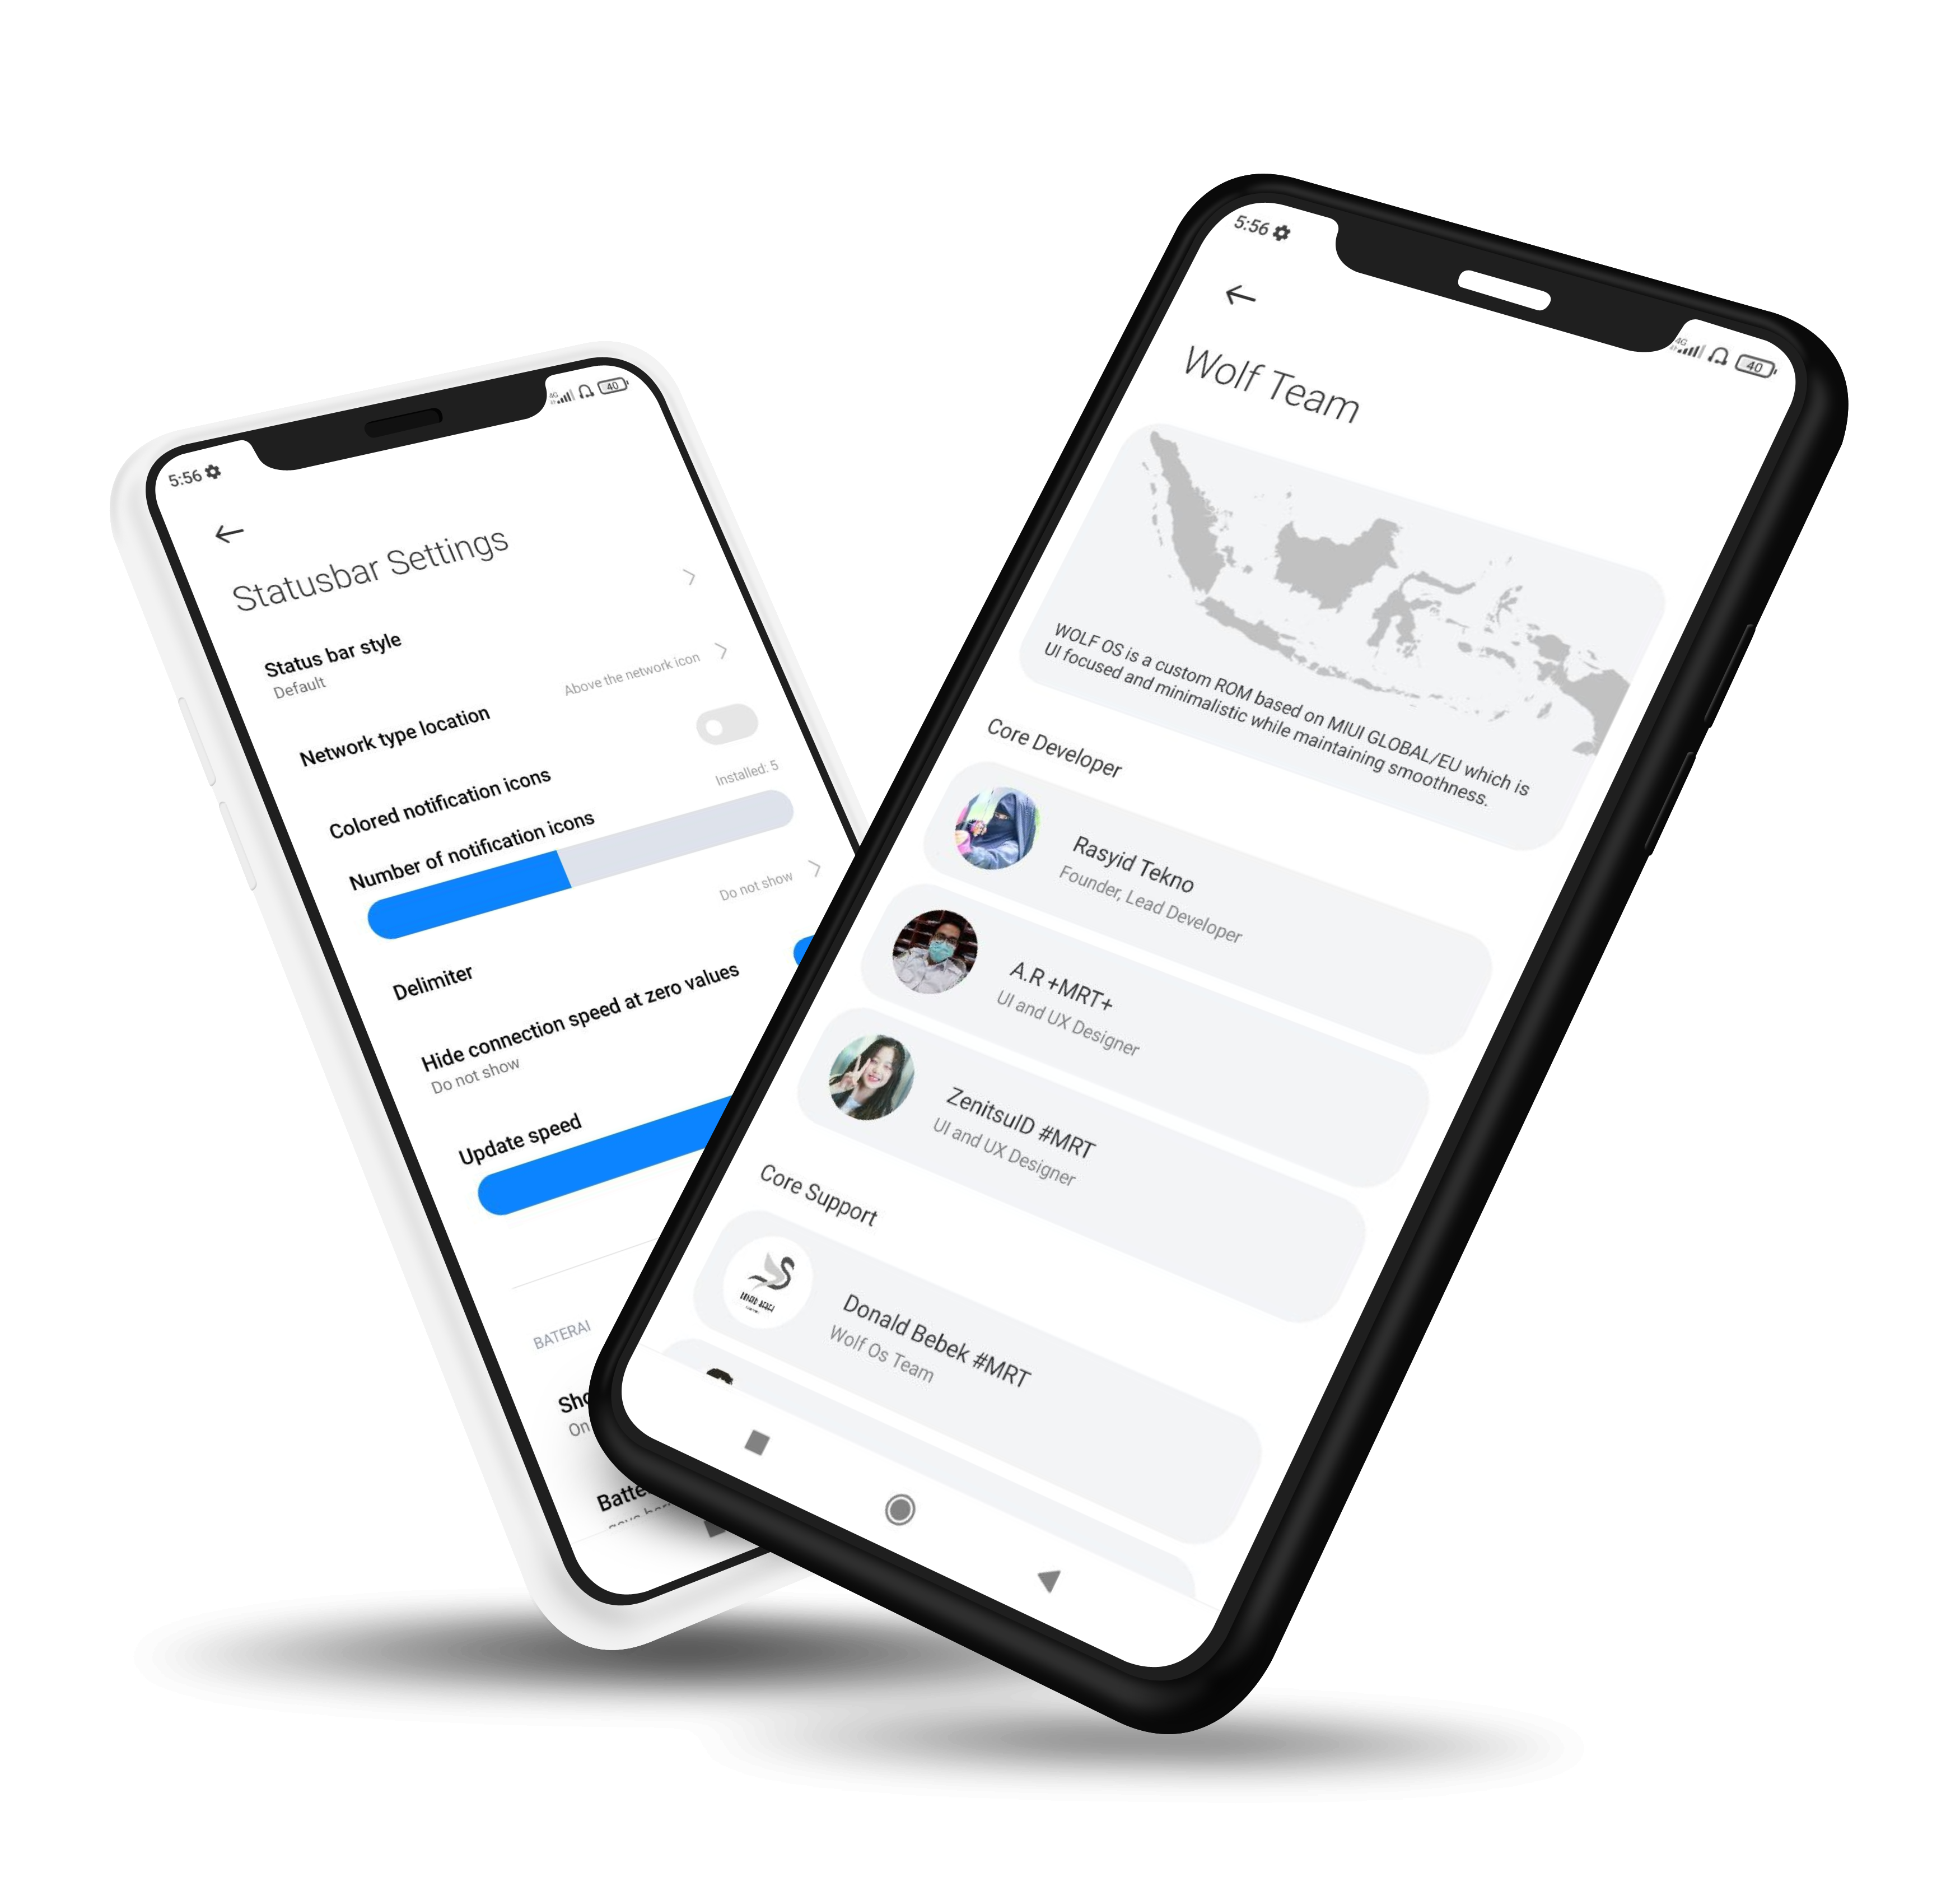 5:56
4G
40
Statusbar Settings
Status bar style
Default
Network type location
Above the network icon
Colored notification icons
Number of notification icons
Installed: 5
Delimiter
Do not show
Hide connection speed at zero values
Do not show
Update speed
BATERAI
On
5:56
4G
40
Wolf Team
WOLF OS is a custom ROM based on MIUI GLOBAL/EU which is
UI focused and minimalistic while maintaining smoothness.
Core Developer
Rasyid Tekno
Founder, Lead Developer
A.R +MRT+
UI and UX Designer
ZenitsuID #MRT
UI and UX Designer
Core Support
Donald Bebek #MRT
Wolf Os Team